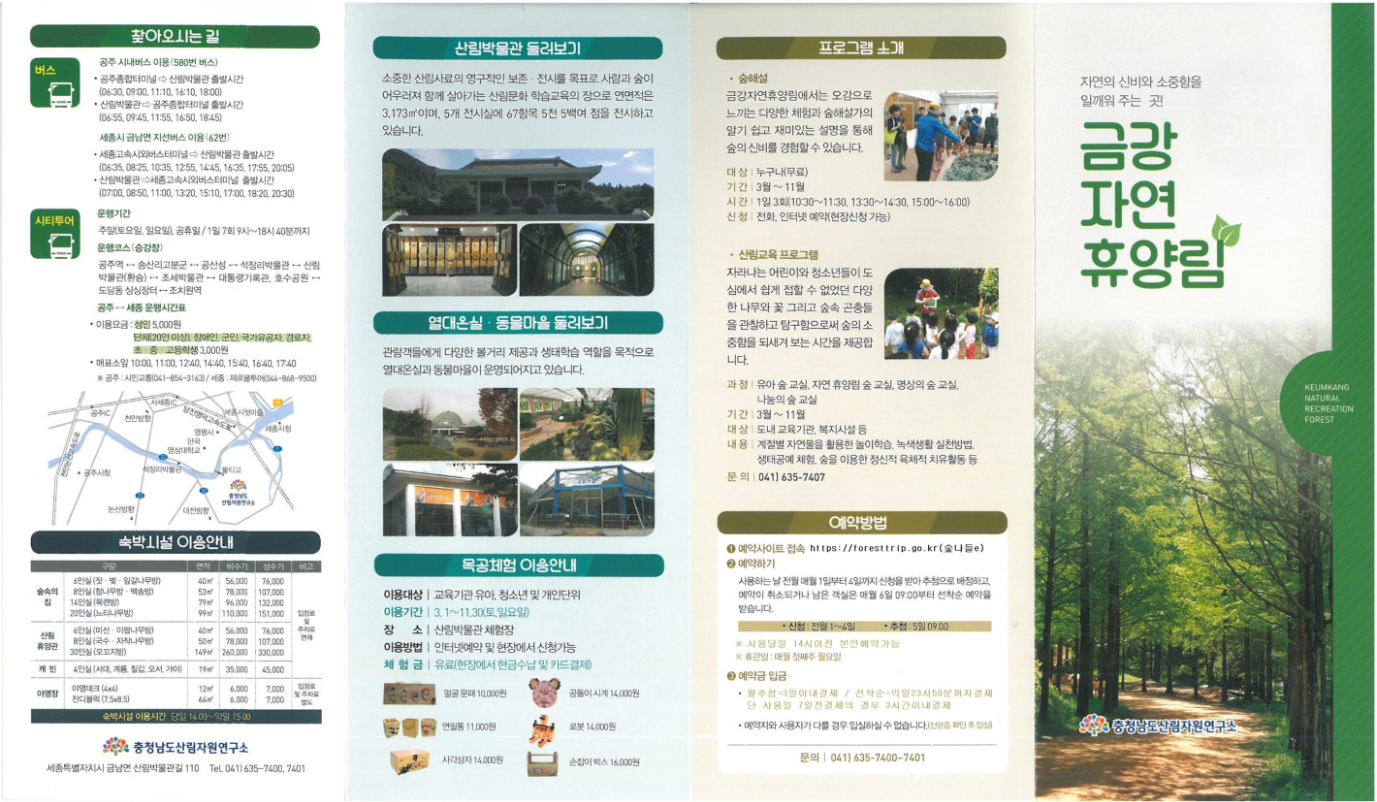 찾아오시는 길
버스
공주 시내버스 이용(580번 버스)
• 공주종합터미널 ⇨ 산림박물관 출발시간
(06:30, 09:00, 11:10, 16:10, 18:00)
• 산림박물관 ⇨ 공주종합터미널 출발시간
(06:55, 09:45, 11:55, 16:50, 18:45)
세종시 금남면 지선버스 이용(62번)
• 세종고속시외버스터미널 ⇨ 산림박물관 출발시간
(06:35, 08:25, 10:35, 12:55, 14:45, 16:35, 17:55, 20:05)
• 산림박물관 ⇨세종고속시외버스터미널 출발시간
(07:00, 08:50, 11:00, 13:20, 15:10, 17:00, 18:20, 20:30)
시티투어
운행기간
주말(토요일, 일요일), 공휴일 / 1일 7회 9시~18시 40분까지
운행코스 (승강장)
공주역 ↔ 송산리고분군 ↔ 공산성 ↔ 석장리박물관 ↔ 산림
박물관(환승) ↔ 조세박물관 ↔ 대통령기록관, 호수공원 ↔
도담동 싱싱장터 ↔ 조치원역
공주 ↔ 세종 운행시간표
• 이용요금 : 성인 5,000원
단체(20인 이상), 장애인, 군인, 국가유공자, 경로자,
초 · 중 · 고등학생 3,000원
• 매표소앞 10:00, 11:00, 12:40, 14:40, 15:40, 16:40, 17:40
※ 공주 : 시민교통(041-854-3163) / 세종 : 제로쿨투어(044-868-9500)
공주IC
서세종IC
천안방향
당진영덕고속도로
세종시첫마을
세종시청
영평사
한국
영상대학교
천안논산고속도로
공주시청
석장리박물관
불티교
논산방향
대전방향
충청남도
산림자원연구소
숙박시설 이용안내
구분 면적 비수기 성수기 비고
숲속의
집
6인실 (잣 · 벚 · 잎갈나무방) 40㎡ 56,000 76,000
8인실 (참나무방 · 백송방) 53㎡ 78,000 107,000
14인실 (목련방) 79㎡ 96,000 132,000
20인실 (느티나무방) 99㎡ 110,000 151,000
입장료
및
주차료
면제
산림
휴양관
6인실 (미선 · 이팝나무방) 40㎡ 56,000 76,000
8인실 (국수 · 자작나무방) 50㎡ 78,000 107,000
30인실 (모꼬지방) 149㎡ 260,000 330,000
캐 빈 4인실 (서대, 계룡, 칠갑, 오서, 가야) 19㎡ 35,000 45,000
야영장
야영데크 (4x4) 12㎡ 6,000 7,000
잔디블럭 (7.5x8.5) 64㎡ 6,000 7,000
입장료
및 주차료
별도
숙박시설 이용시간 당일 14:00~익일 15:00
충청남도산림자원연구소
세종특별자치시 금남면 산림박물관길 110 Tel. 041) 635-7400, 7401
산림박물관 둘러보기
소중한 산림사료의 영구적인 보존 · 전시를 목표로 사람과 숲이
어우러져 함께 살아가는 산림문화 학습교육의 장으로 연면적은
3,173㎡이며, 5개 전시실에 67항목 5천 5백여 점을 전시하고
있습니다.
열대온실 · 동물마을 둘러보기
관람객들에게 다양한 볼거리 제공과 생태학습 역할을 목적으로
열대온실과 동물마을이 운영되어지고 있습니다.
목공체험 이용안내
이용대상 | 교육기관 유아, 청소년 및 개인단위
이용기간 | 3. 1~11.30(토,일요일)
장 소 | 산림박물관 체험장
이용방법 | 인터넷예약 및 현장에서 신청가능
체 험 금 | 유료(현장에서 현금수납 및 카드결제)
얼굴 문패 10,000원
곰돌이 시계 14,000원
연필통 11,000원
로봇 14,000원
사각상자 14,000원
손잡이 박스 16,000원
프로그램 소개
• 숲해설
금강자연휴양림에서는 오감으로
느끼는 다양한 체험과 숲해설가의
알기 쉽고 재미있는 설명을 통해
숲의 신비를 경험할 수 있습니다.
대 상 | 누구나(무료)
기 간 | 3월 ~ 11월
시 간 | 1일 3회(10:30~11:30, 13:30~14:30, 15:00~16:00)
신 청 | 전화, 인터넷 예약(현장신청 가능)
• 산림교육 프로그램
자라나는 어린이와 청소년들이 도
심에서 쉽게 접할 수 없었던 다양
한 나무와 꽃 그리고 숲속 곤충들
을 관찰하고 탐구함으로써 숲의 소
중함을 되새겨 보는 시간을 제공합
니다.
과 정 | 유아 숲 교실, 자연 휴양림 숲 교실, 명상의 숲 교실,
나눔의 숲 교실
기 간 | 3월 ~ 11월
대 상 | 도내 교육기관, 복지시설 등
내 용 | 계절별 자연물을 활용한 놀이학습, 녹색생활 실천방법,
생태공예 체험, 숲을 이용한 정신적 육체적 치유활동 등
문 의 | 041) 635-7407
예약방법
❶ 예약사이트 접속 https://foresttrip.go.kr(숲나들e)
❷ 예약하기
사용하는 날 전월 매월 1일부터 4일까지 신청을 받아 추첨으로 배정하고,
예약이 취소되거나 남은 객실은 매월 6일 09:00부터 선착순 예약을
받습니다.
• 신청 : 전월 1~4일 • 추첨 : 5일 09:00
※ 사용당일 14시이전 본인예약가능
※ 휴관일 : 매월 첫째주 월요일
❸ 예약금 입금
• 월추첨=3일이내결제 / 선착순=익일23시50분까지결제
단 사용일 7일전결제의 경우 3시간이내결제
• 예약자와 사용자가 다를 경우 입실하실 수 없습니다.(신분증 확인 후 입실)
문의 | 041) 635-7400~7401
자연의 신비와 소중함을
일깨워 주는 곳!
금강
자연
휴양림
KEUMKANG
NATURAL
RECREATION
FOREST
충청남도산림자원연구소